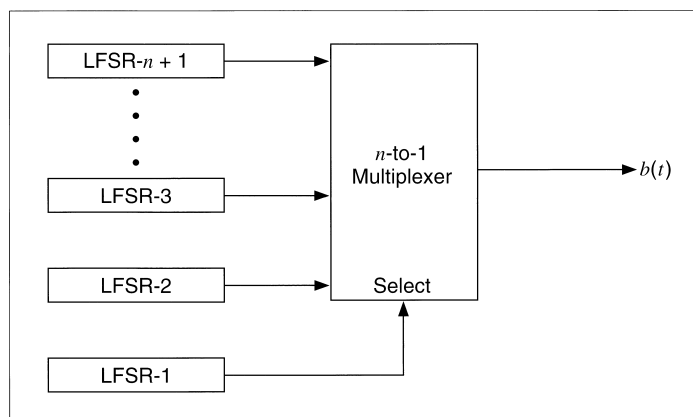 LFSR-n + 1
n-to-1
Multiplexer
b(t)
LFSR-3
LFSR-2
Select
LFSR-1